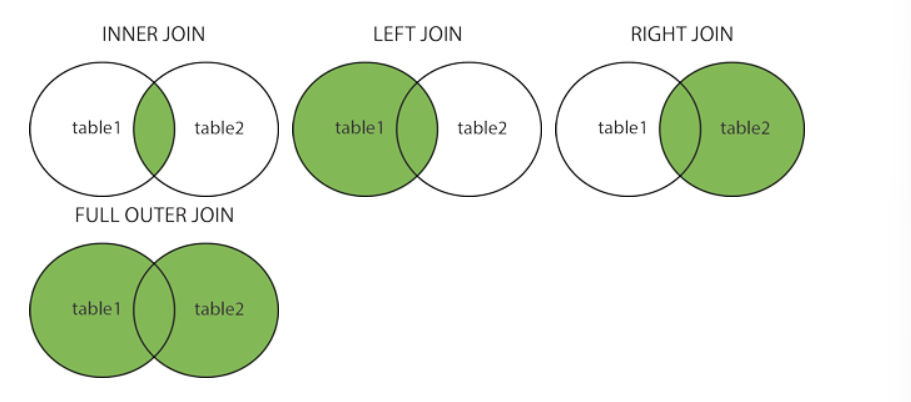 INNER JOIN
LEFT JOIN
RIGHT JOIN
table1
table2
table1
table2
table1
table2
FULL OUTER JOIN
table1
table2